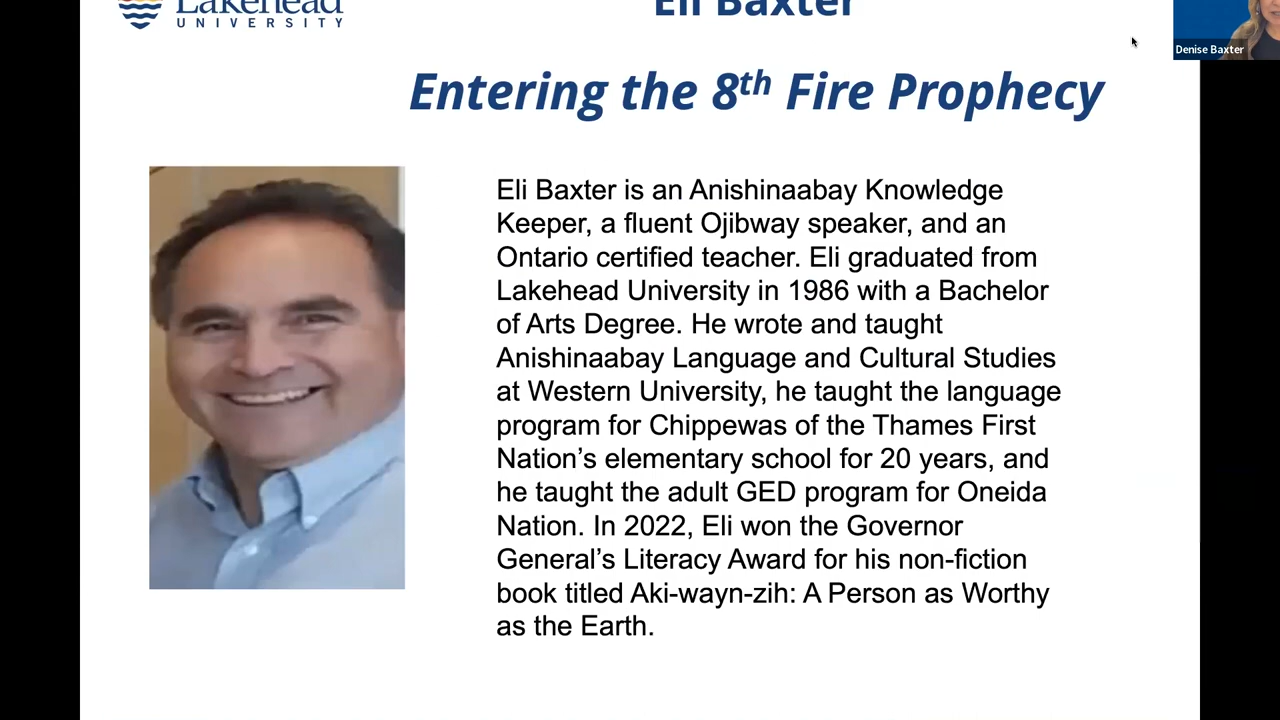 Lakehead
UNIVERSITY
Eli Baxter
Denise Baxter
Entering the 8th Fire Prophecy
Eli Baxter is an Anishinaabay Knowledge
Keeper, a fluent Ojibway speaker, and an
Ontario certified teacher. Eli graduated from
Lakehead University in 1986 with a Bachelor
of Arts Degree. He wrote and taught
Anishinaabay Language and Cultural Studies
at Western University, he taught the language
program for Chippewas of the Thames First
Nation’s elementary school for 20 years, and
he taught the adult GED program for Oneida
Nation. In 2022, Eli won the Governor
General’s Literacy Award for his non-fiction
book titled Aki-wayn-zih: A Person as Worthy
as the Earth.